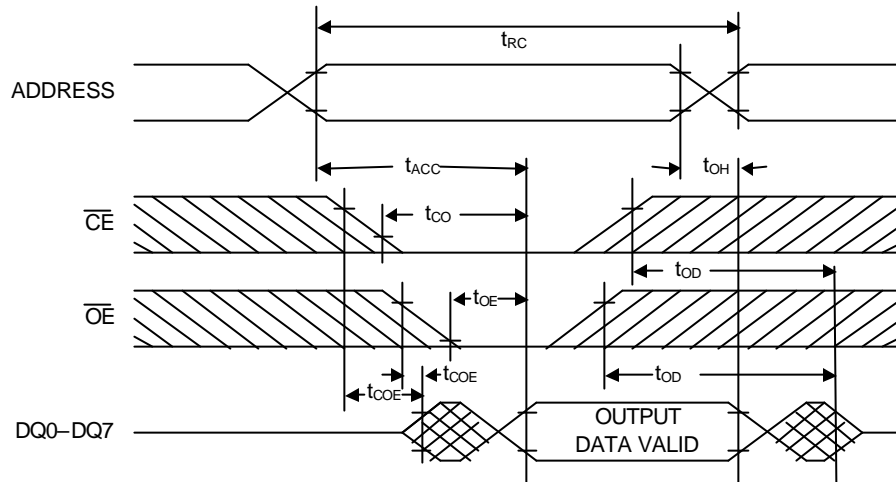 tRC
ADDRESS
tACC
tOH
CE
tCO
tOD
OE
tOE
tCOE
tCOE
tOD
DQ0–DQ7
OUTPUT
DATA VALID